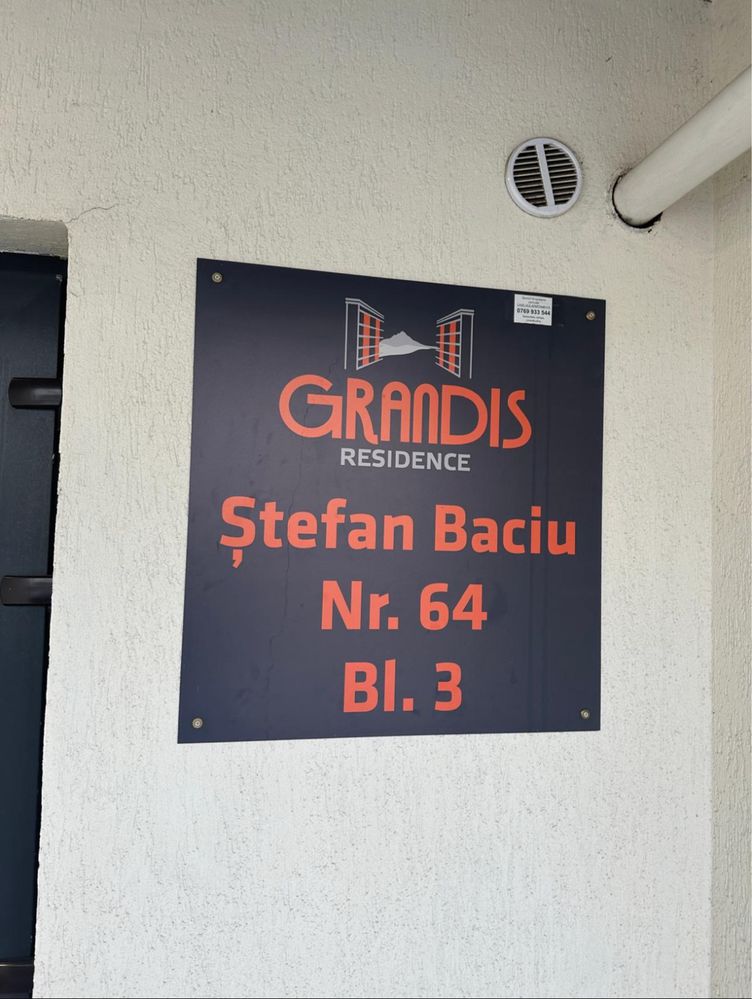 GRANDIS
RESIDENCE
Ștefan Baciu
Nr. 64
Bl. 3
0769 933 544